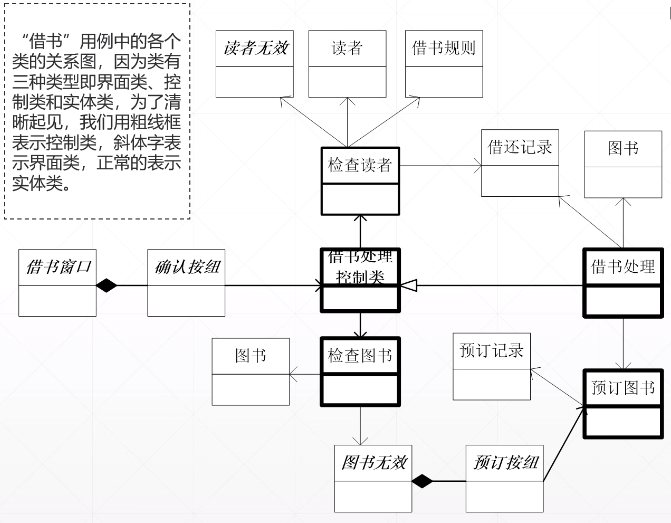 “借书”用例中的各个
类的关系图，因为类有
三种类型即界面类、控
制类和实体类，为了清
晰起见，我们用粗线框
表示控制类，斜体字表
示界面类，正常的表示
实体类。
读者无效
读者
借书规则
检查读者
借还记录
图书
借书窗口
确认按纽
借书处理
控制类
借书处理
图书
检查图书
预订记录
预订图书
图书无效
预订按纽